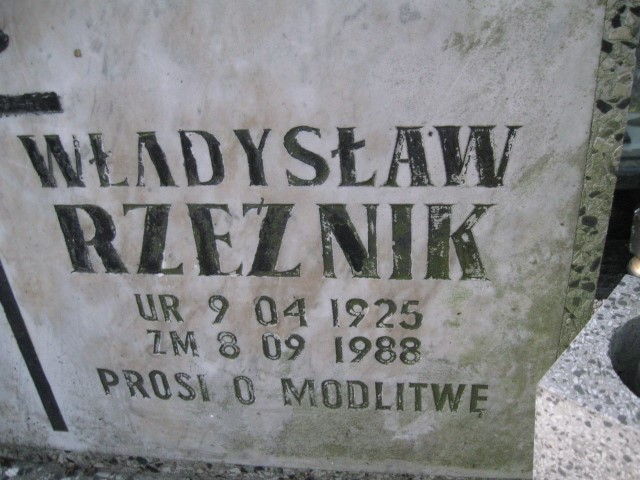 WŁADYSŁAW
RZEŹNIK
UR 9 04 1925
ZM 8 09 1988
PROSI O MODLITWĘ